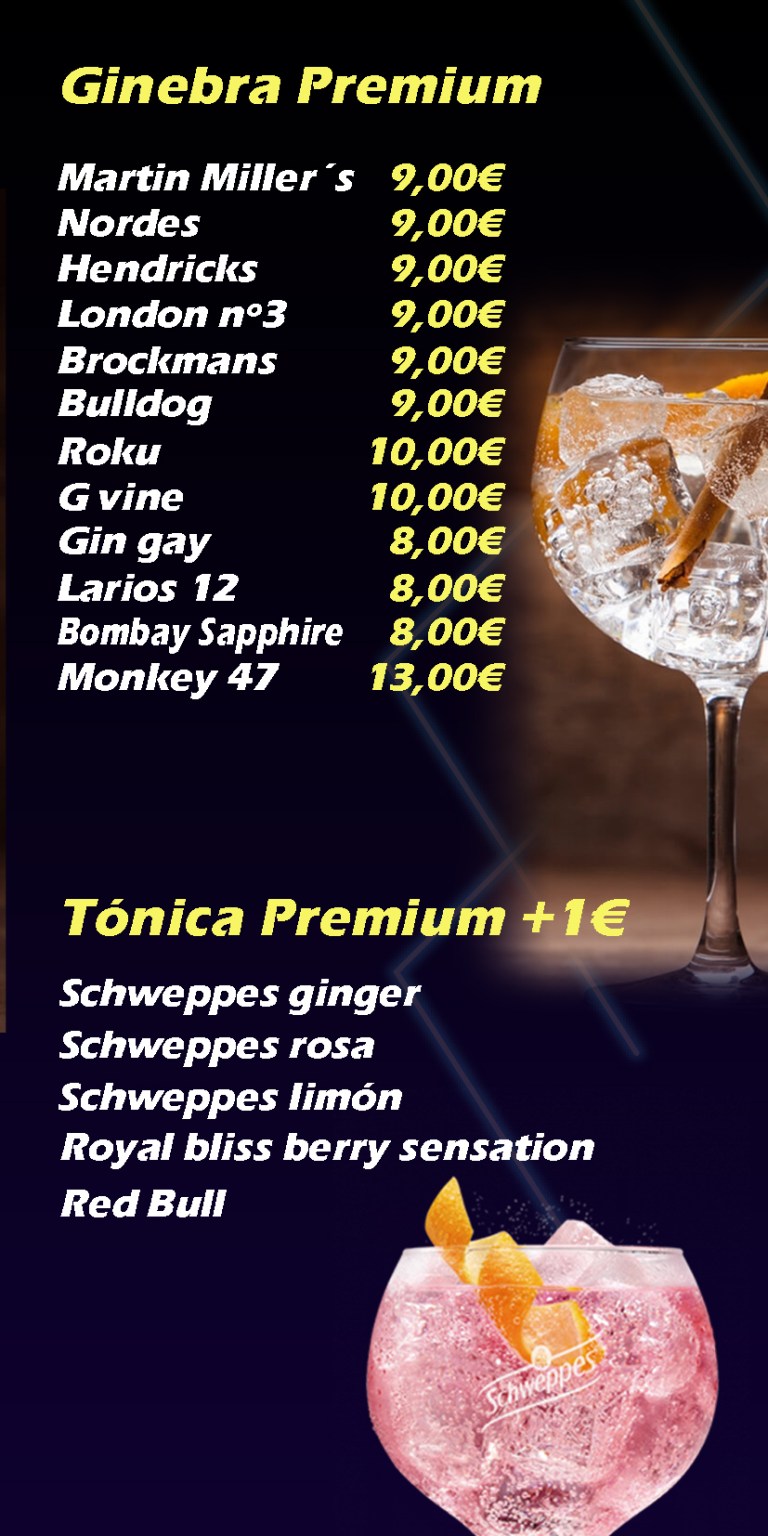 Ginebra Premium
Martin Miller´s 9,00€
Nordes 9,00€
Hendricks 9,00€
London nº3 9,00€
Brockmans 9,00€
Bulldog 9,00€
Roku 10,00€
G vine 10,00€
Gin gay 8,00€
Larios 12 8,00€
Bombay Sapphire 8,00€
Monkey 47 13,00€
Tónica Premium +1€
Schweppes ginger
Schweppes rosa
Schweppes limón
Royal bliss berry sensation
Red Bull
Schweppes